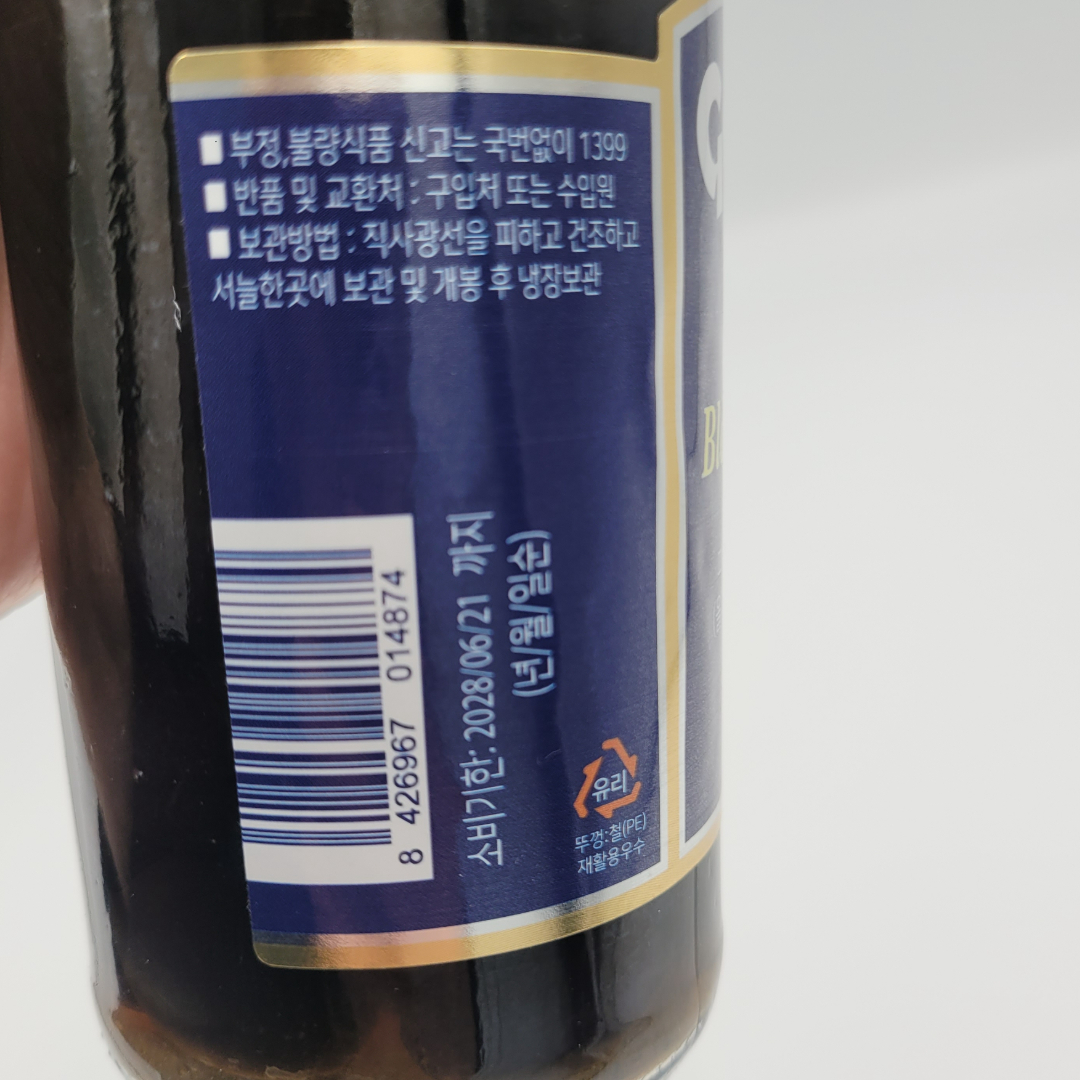 ■ 부정,불량식품 신고는 국번없이 1399
■ 반품 및 교환처 : 구입처 또는 수입원
■ 보관방법 : 직사광선을 피하고 건조하고
서늘한곳에 보관 및 개봉 후 냉장보관
8 426967 014874
소비기한: 2028/06/21 까지
(년/월/일순)
유리
뚜껑:철(PE)
재활용우수